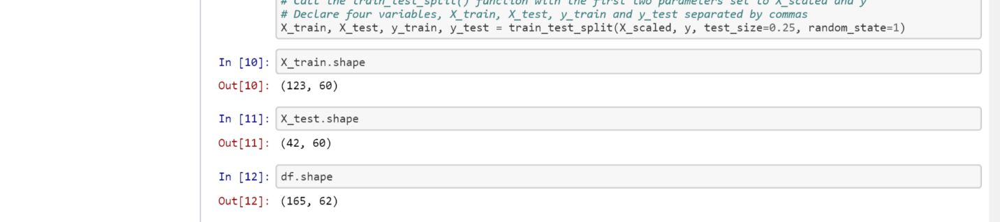 # Call the train_test_split() function with the first two parameters set to X_scaled and y
# Declare four variables, X_train, X_test, y_train and y_test separated by commas
X_train, X_test, y_train, y_test = train_test_split(X_scaled, y, test_size=0.25, random_state=1)
In [10]: X_train.shape
Out[10]: (123, 60)
In [11]: X_test.shape
Out[11]: (42, 60)
In [12]: df.shape
Out[12]: (165, 62)